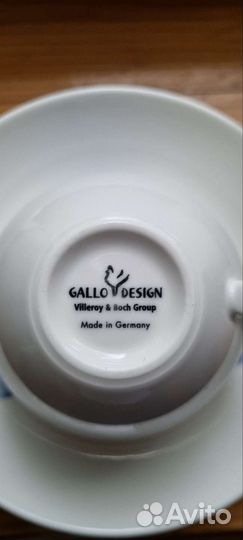 GALLO DESIGN
Villeroy & Boch Group
Made in Germany
Avito